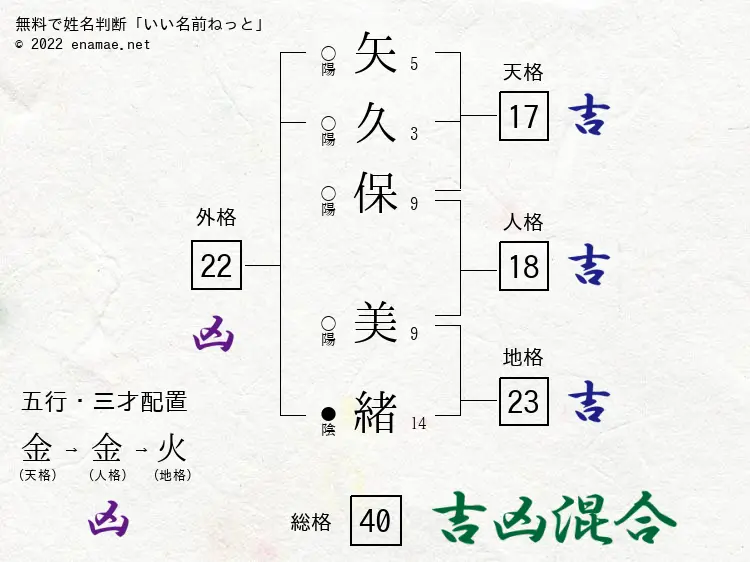 無料で姓名判断「いい名前ねっと」
© 2022 enamae.net
○陽 矢 5
○陽 久 3
○陽 保 9
○陽 美 9
●陰 緒 14
天格
17 吉
人格
18 吉
地格
23 吉
外格
22
凶
五行・三才配置
金→金→火
(天格) (人格) (地格)
凶
総格 40 吉凶混合